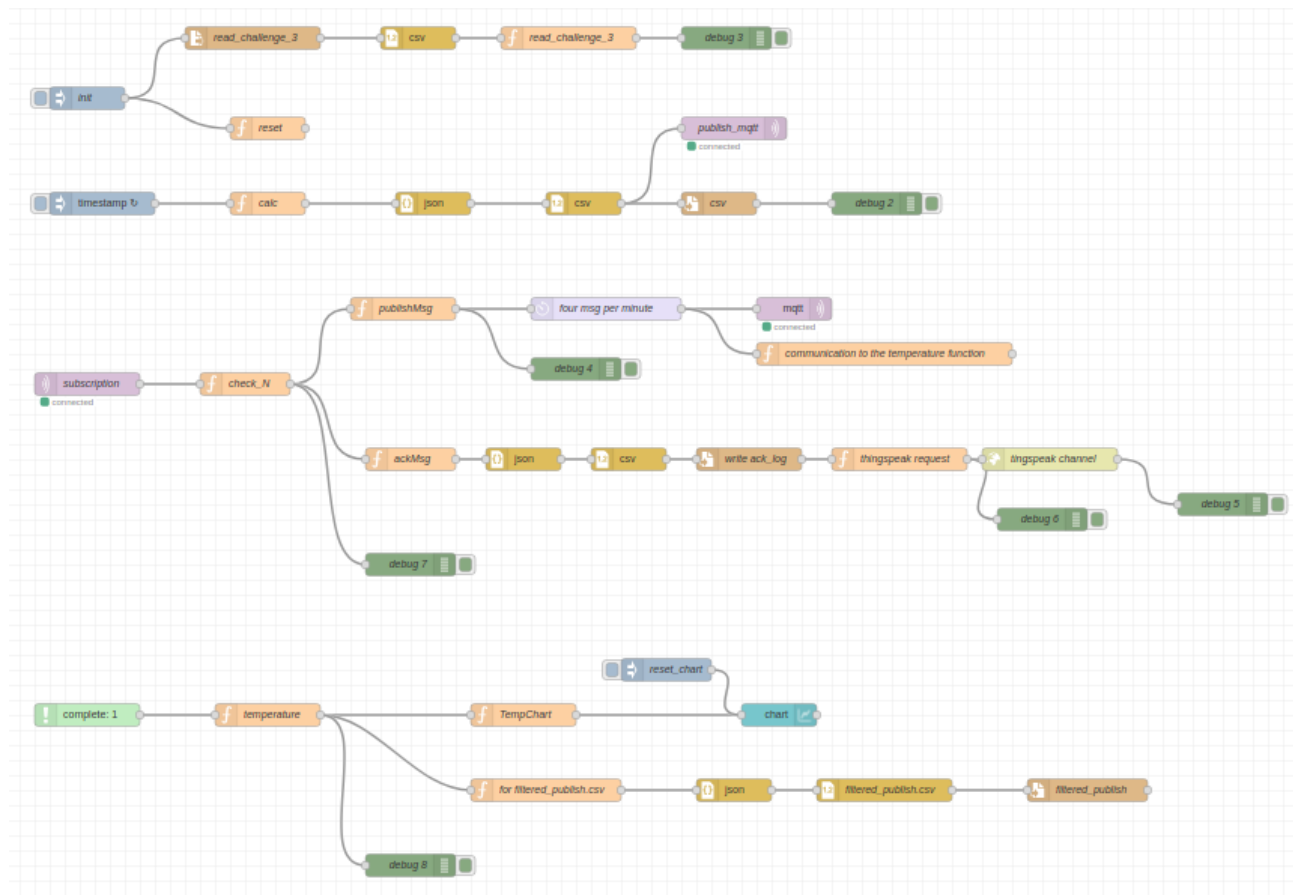 read_challenge_3
csv
read_challenge_3
debug 3
init
reset
publish_mqtt
connected
timestamp ↻
calc
json
csv
csv
debug 2
publishMsg
four msg per minute
mqtt
connected
communication to the temperature function
debug 4
subscription
connected
check_N
ackMsg
json
csv
write ack_log
thingspeak request
tingspeak channel
debug 5
debug 6
debug 7
reset_chart
complete: 1
temperature
TempChart
chart
for filtered_publish.csv
json
filtered_publish.csv
filtered_publish
debug 8